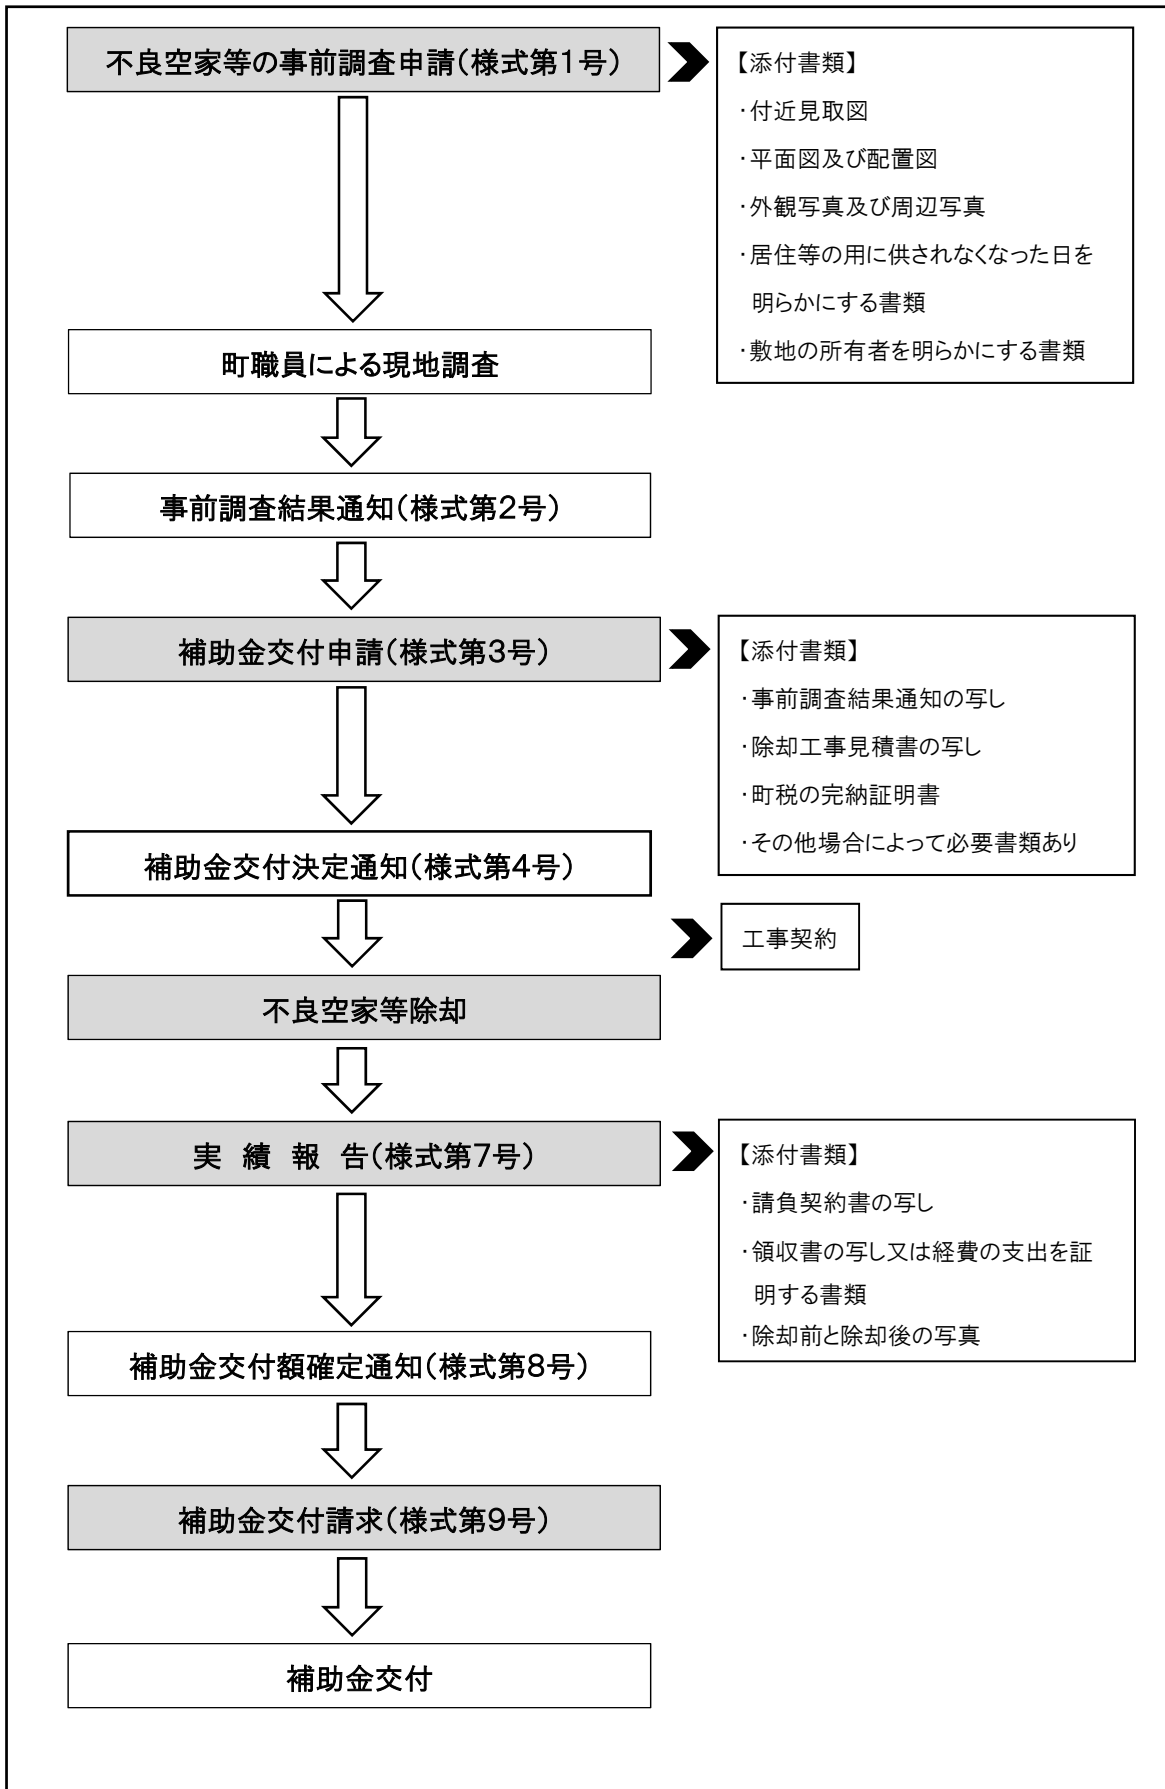 不良空家等の事前調査申請(様式第1号)
【添付書類】
・付近見取図
・平面図及び配置図
・外観写真及び周辺写真
・居住等の用に供されなくなった日を
明らかにする書類
・敷地の所有者を明らかにする書類
町職員による現地調査
事前調査結果通知(様式第2号)
補助金交付申請(様式第3号)
【添付書類】
・事前調査結果通知の写し
・除却工事見積書の写し
・町税の完納証明書
・その他場合によって必要書類あり
補助金交付決定通知(様式第4号)
工事契約
不良空家等除却
実 績 報 告(様式第7号)
【添付書類】
・請負契約書の写し
・領収書の写し又は経費の支出を証
明する書類
・除却前と除却後の写真
補助金交付額確定通知(様式第8号)
補助金交付請求(様式第9号)
補助金交付